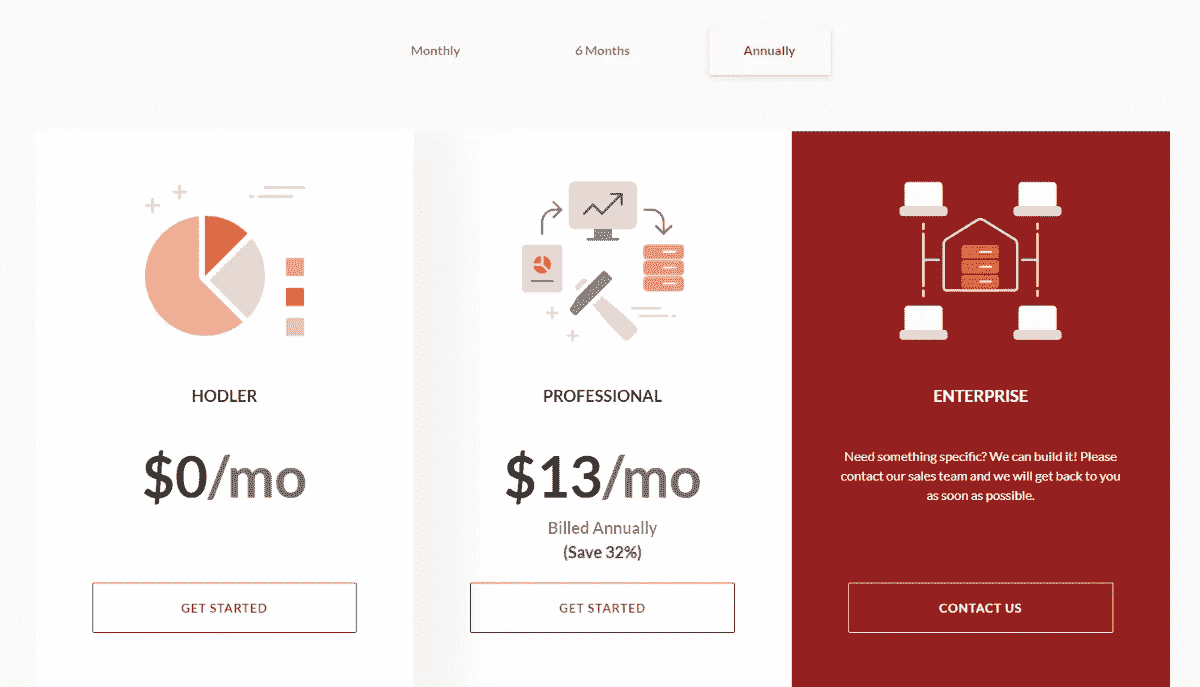 Monthly
6 Months
Annually
HODLER
$0/mo
GET STARTED
PROFESSIONAL
$13/mo
Billed Annually
(Save 32%)
GET STARTED
ENTERPRISE
Need something specific? We can build it! Please
contact our sales team and we will get back to you
as soon as possible.
CONTACT US